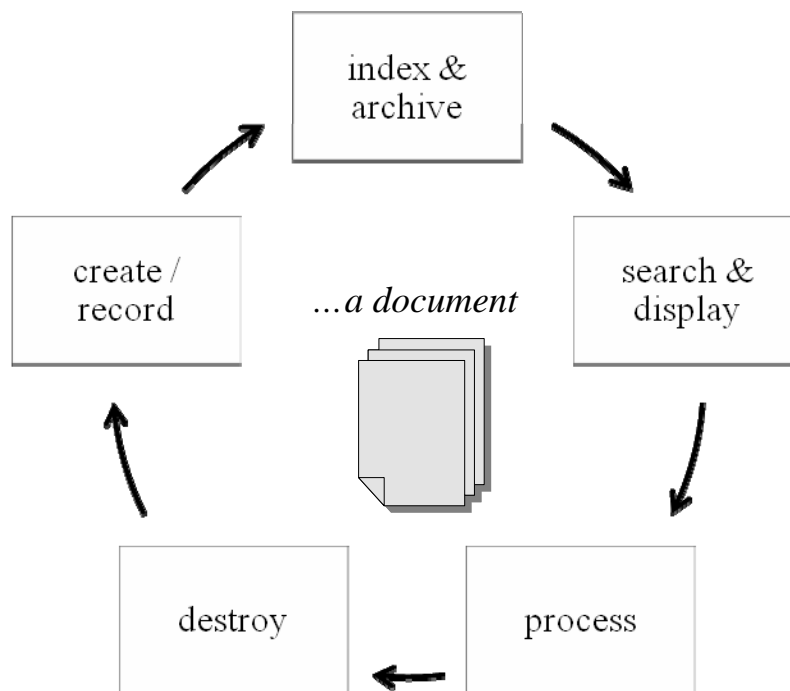 index &
archive
create /
record
search &
display
…a document
destroy
process